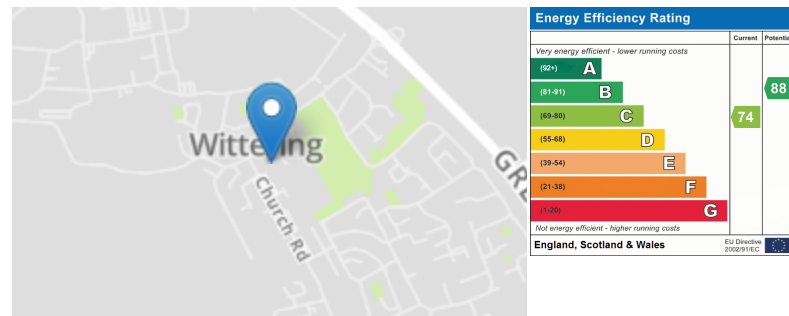 Wittering
Church Rd
GRE
Energy Efficiency Rating
Current Potentia
Very energy efficient - lower running costs
(92+) A
(81-91) B
88
(69-80) C
74
(55-68) D
(39-54) E
(21-38) F
(1-20) G
Not energy efficient - higher running costs
England, Scotland & Wales
EU Directive
2002/91/EC